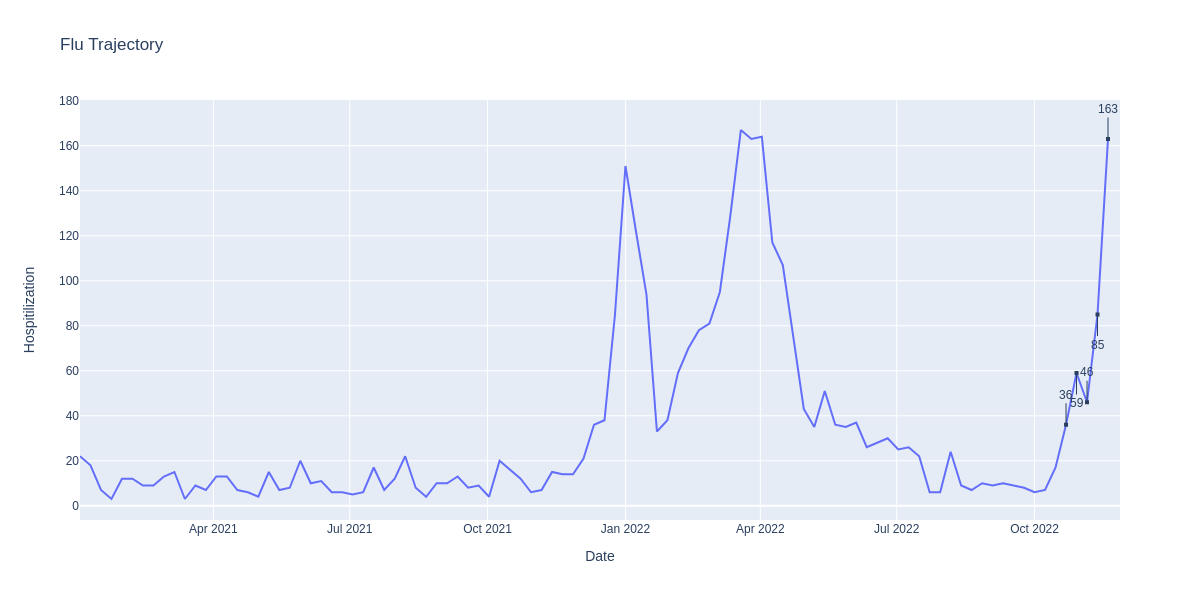 Flu Trajectory
180
160
140
120
100
80
60
40
20
0
Hospitilization
163
85
46
36
59
Apr 2021
Jul 2021
Oct 2021
Jan 2022
Apr 2022
Jul 2022
Oct 2022
Date